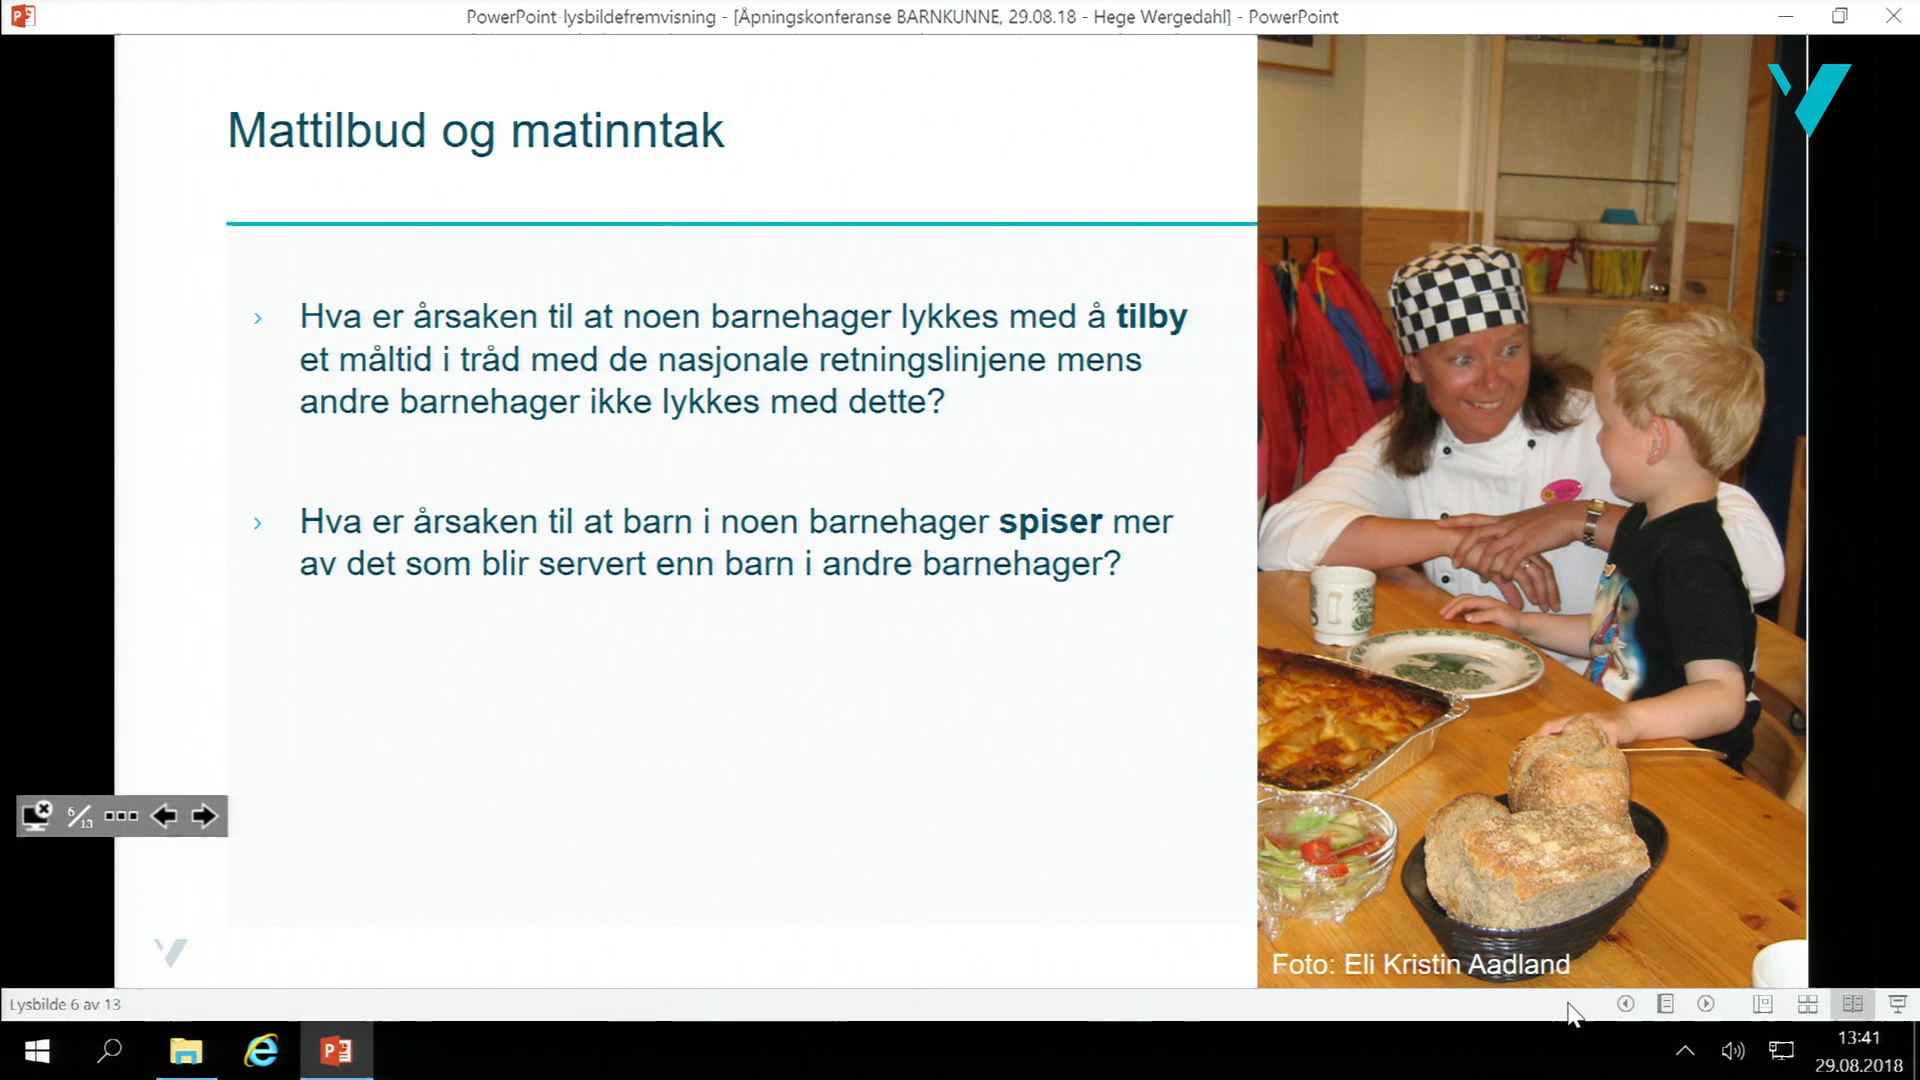 PowerPoint-lysbildefremvisning - [Åpningskonferanse BARNKUNNE, 29.08.18 - Hege Wergedahl] - PowerPoint
Mattilbud og matinntak
› Hva er årsaken til at noen barnehager lykkes med å tilby
et måltid i tråd med de nasjonale retningslinjene mens
andre barnehager ikke lykkes med dette?
› Hva er årsaken til at barn i noen barnehager spiser mer
av det som blir servert enn barn i andre barnehager?
6/13
Foto: Eli Kristin Aadland
Lysbilde 6 av 13
13:41
29.08.2018